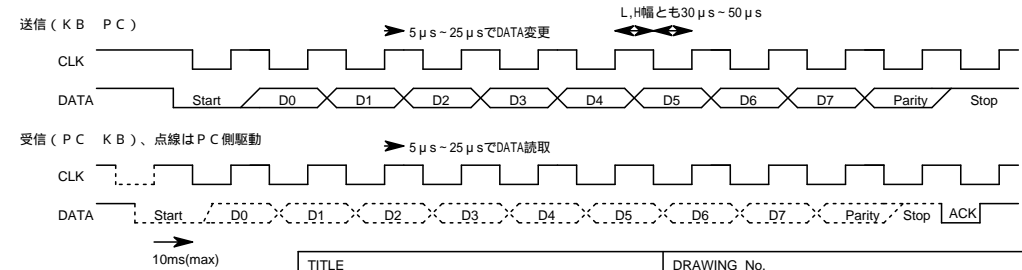 送信(KB PC)
L,H幅とも30μs~50μs
5μs~25μsでDATA変更
CLK
DATA Start D0 D1 D2 D3 D4 D5 D6 D7 Parity Stop
受信(PC KB)、点線はPC側駆動
5μs~25μsでDATA読取
CLK
DATA Start D0 D1 D2 D3 D4 D5 D6 D7 Parity Stop ACK
10ms(max)
TITLE DRAWING No.